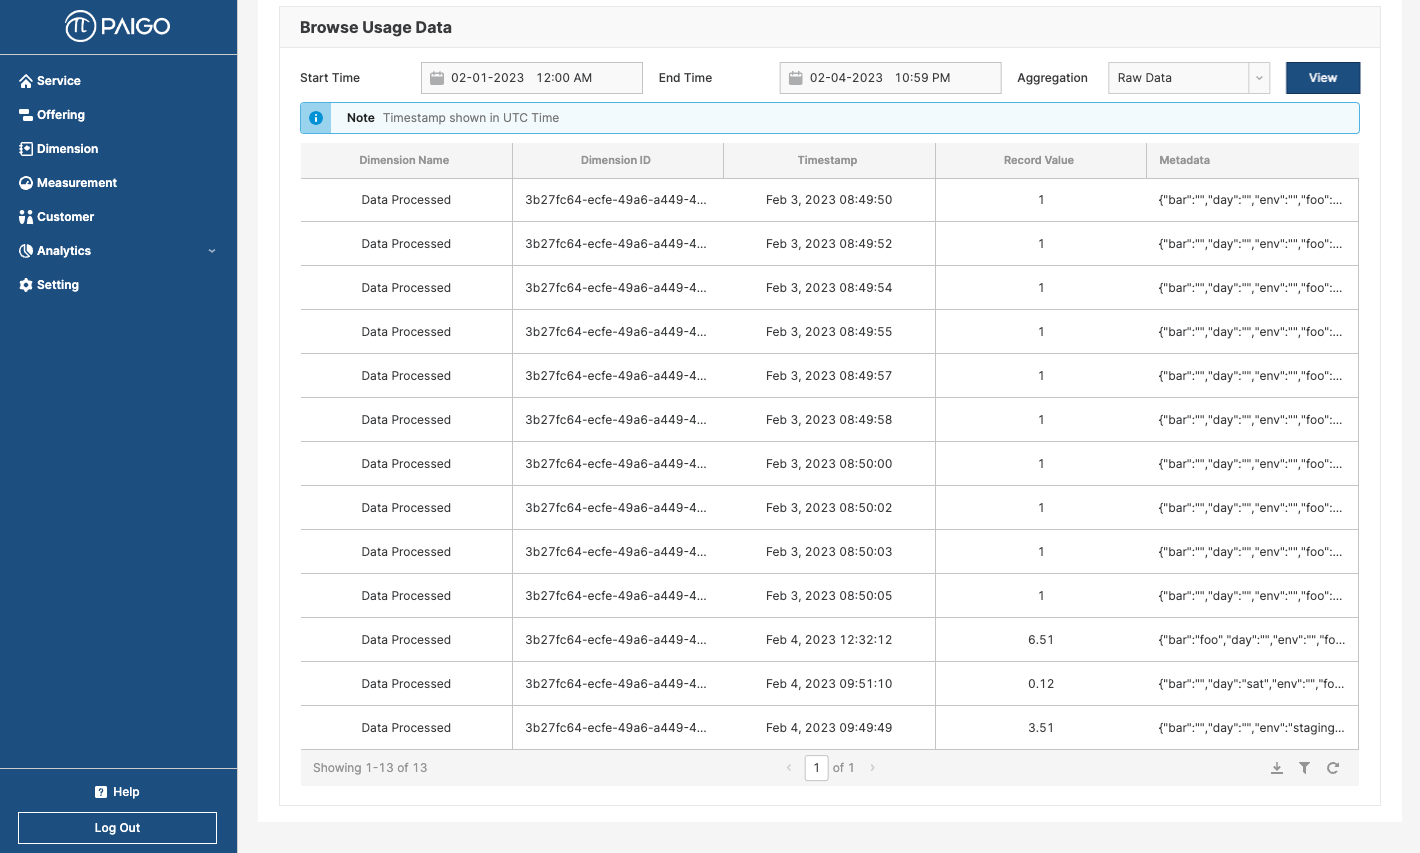 PAIGO
Service
Offering
Dimension
Measurement
Customer
Analytics
Setting
Help
Log Out
Browse Usage Data
Start Time 02-01-2023 12:00 AM End Time 02-04-2023 10:59 PM Aggregation Raw Data View
Note Timestamp shown in UTC Time
Dimension Name Dimension ID Timestamp Record Value Metadata
Data Processed 3b27fc64-ecfe-49a6-a449-4... Feb 3, 2023 08:49:50 1 {"bar":"","day":"","env":"","foo":...
Data Processed 3b27fc64-ecfe-49a6-a449-4... Feb 3, 2023 08:49:52 1 {"bar":"","day":"","env":"","foo":...
Data Processed 3b27fc64-ecfe-49a6-a449-4... Feb 3, 2023 08:49:54 1 {"bar":"","day":"","env":"","foo":...
Data Processed 3b27fc64-ecfe-49a6-a449-4... Feb 3, 2023 08:49:55 1 {"bar":"","day":"","env":"","foo":...
Data Processed 3b27fc64-ecfe-49a6-a449-4... Feb 3, 2023 08:49:57 1 {"bar":"","day":"","env":"","foo":...
Data Processed 3b27fc64-ecfe-49a6-a449-4... Feb 3, 2023 08:49:58 1 {"bar":"","day":"","env":"","foo":...
Data Processed 3b27fc64-ecfe-49a6-a449-4... Feb 3, 2023 08:50:00 1 {"bar":"","day":"","env":"","foo":...
Data Processed 3b27fc64-ecfe-49a6-a449-4... Feb 3, 2023 08:50:02 1 {"bar":"","day":"","env":"","foo":...
Data Processed 3b27fc64-ecfe-49a6-a449-4... Feb 3, 2023 08:50:03 1 {"bar":"","day":"","env":"","foo":...
Data Processed 3b27fc64-ecfe-49a6-a449-4... Feb 3, 2023 08:50:05 1 {"bar":"","day":"","env":"","foo":...
Data Processed 3b27fc64-ecfe-49a6-a449-4... Feb 4, 2023 12:32:12 6.51 {"bar":"foo","day":"","env":"","fo...
Data Processed 3b27fc64-ecfe-49a6-a449-4... Feb 4, 2023 09:51:10 0.12 {"bar":"","day":"sat","env":"","fo...
Data Processed 3b27fc64-ecfe-49a6-a449-4... Feb 4, 2023 09:49:49 3.51 {"bar":"","day":"","env":"staging...
Showing 1-13 of 13 1 of 1